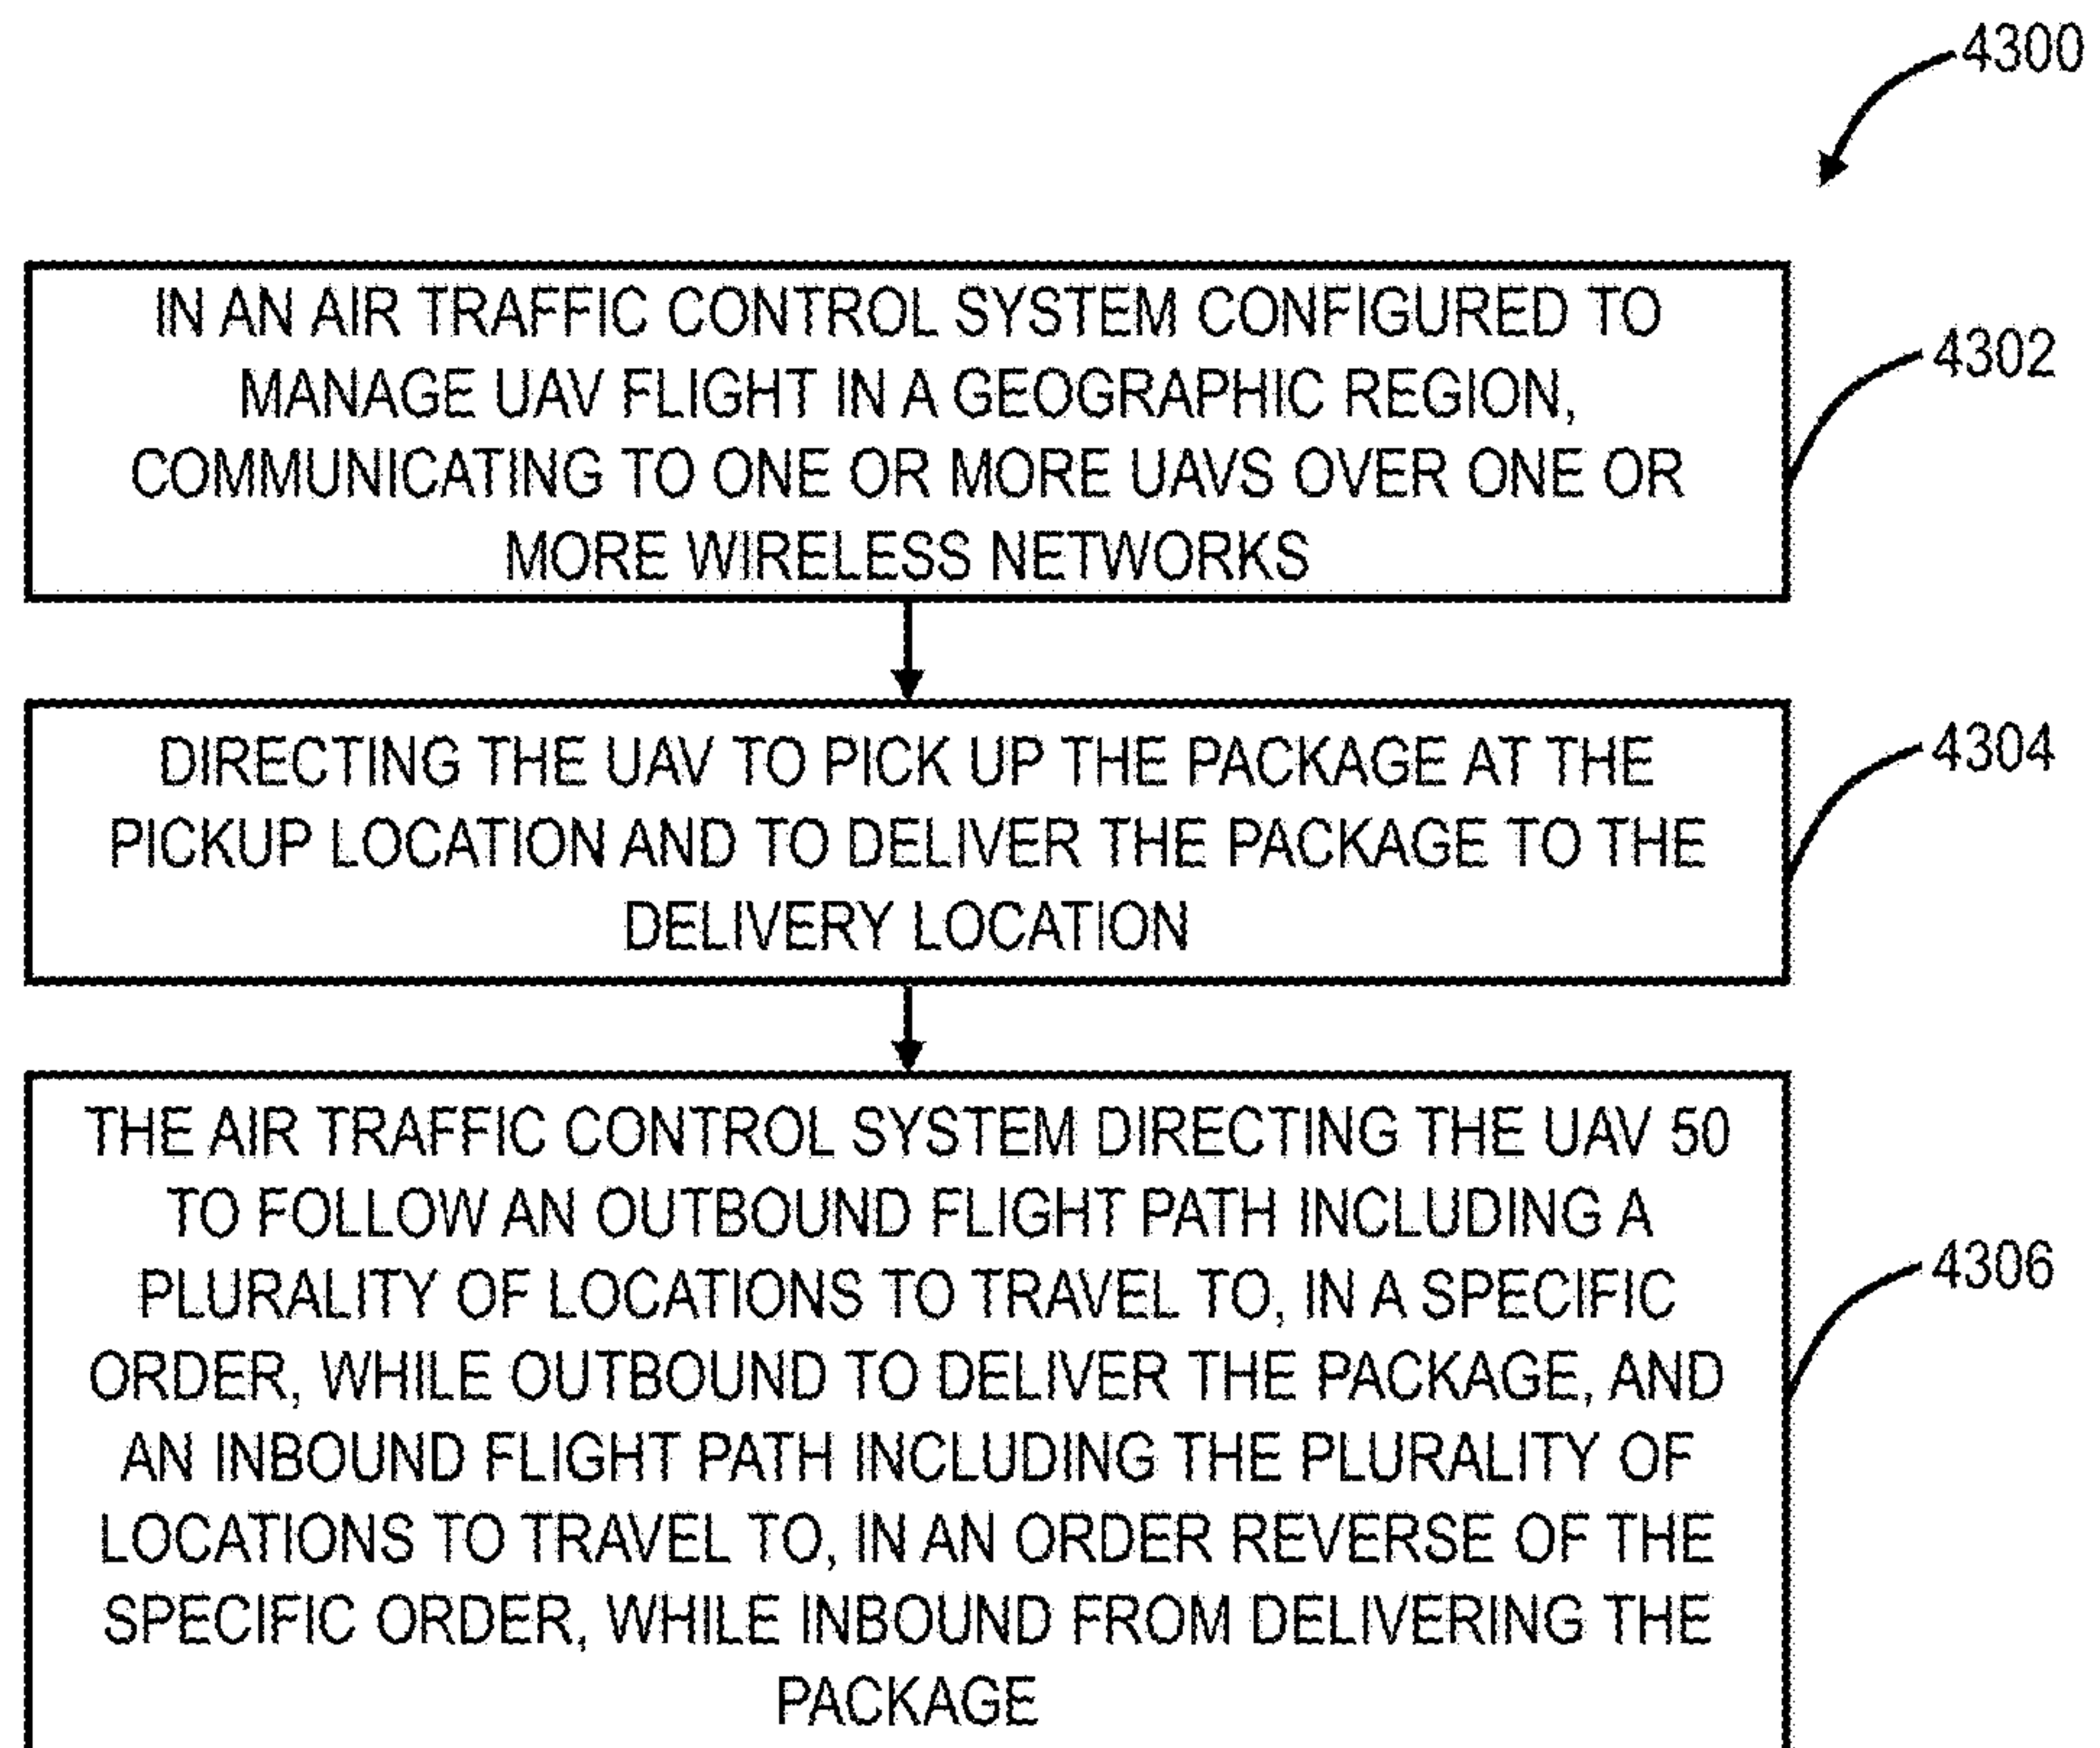 4300
IN AN AIR TRAFFIC CONTROL SYSTEM CONFIGURED TO
MANAGE UAV FLIGHT IN A GEOGRAPHIC REGION,
COMMUNICATING TO ONE OR MORE UAVS OVER ONE OR
MORE WIRELESS NETWORKS
4302
DIRECTING THE UAV TO PICK UP THE PACKAGE AT THE
PICKUP LOCATION AND TO DELIVER THE PACKAGE TO THE
DELIVERY LOCATION
4304
THE AIR TRAFFIC CONTROL SYSTEM DIRECTING THE UAV 50
TO FOLLOW AN OUTBOUND FLIGHT PATH INCLUDING A
PLURALITY OF LOCATIONS TO TRAVEL TO, IN A SPECIFIC
ORDER, WHILE OUTBOUND TO DELIVER THE PACKAGE, AND
AN INBOUND FLIGHT PATH INCLUDING THE PLURALITY OF
LOCATIONS TO TRAVEL TO, IN AN ORDER REVERSE OF THE
SPECIFIC ORDER, WHILE INBOUND FROM DELIVERING THE
PACKAGE
4306